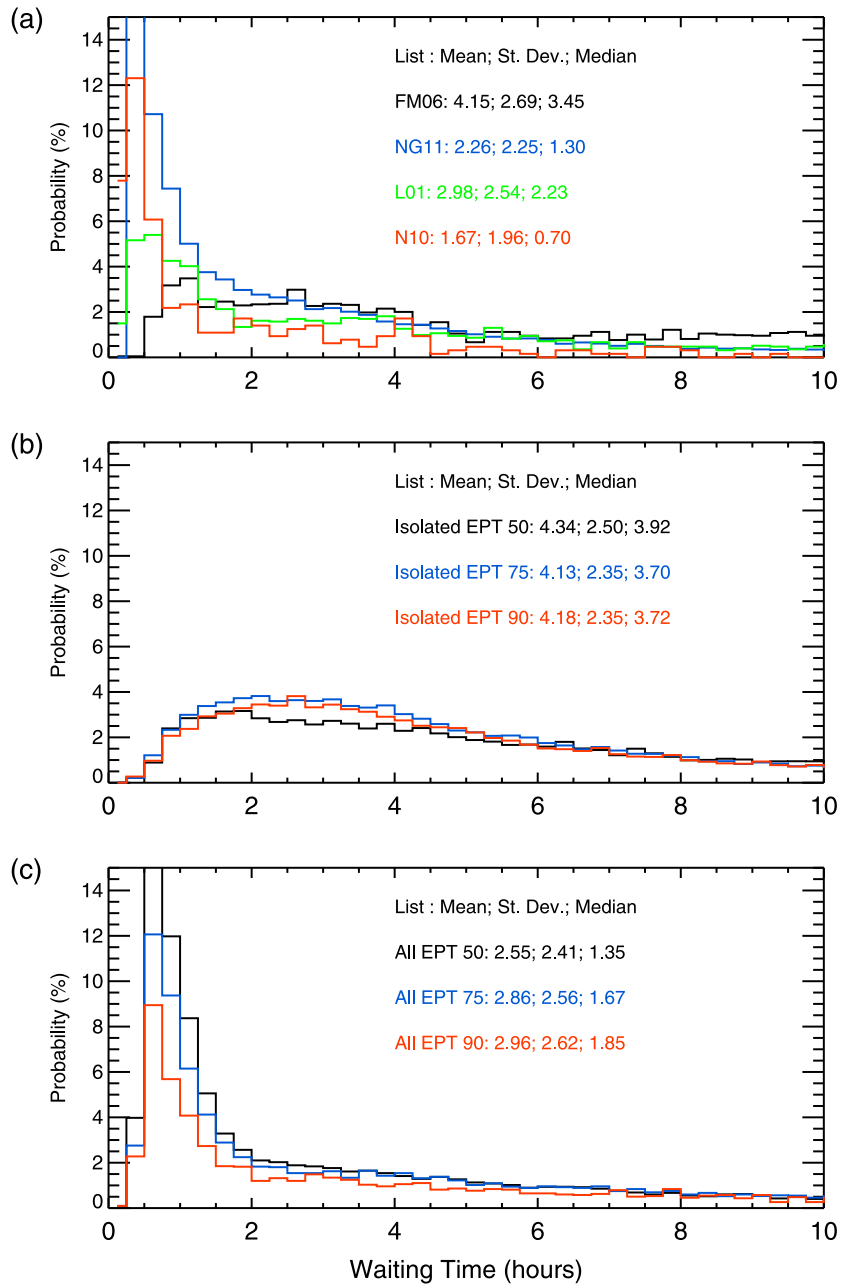 (a)
14
12
10
8
6
4
2
0
Probability (%)
List : Mean; St. Dev.; Median
FM06: 4.15; 2.69; 3.45
NG11: 2.26; 2.25; 1.30
L01: 2.98; 2.54; 2.23
N10: 1.67; 1.96; 0.70
0 2 4 6 8 10
(b)
14
12
10
8
6
4
2
0
Probability (%)
List : Mean; St. Dev.; Median
Isolated EPT 50: 4.34; 2.50; 3.92
Isolated EPT 75: 4.13; 2.35; 3.70
Isolated EPT 90: 4.18; 2.35; 3.72
0 2 4 6 8 10
(c)
14
12
10
8
6
4
2
0
Probability (%)
List : Mean; St. Dev.; Median
All EPT 50: 2.55; 2.41; 1.35
All EPT 75: 2.86; 2.56; 1.67
All EPT 90: 2.96; 2.62; 1.85
0 2 4 6 8 10
Waiting Time (hours)